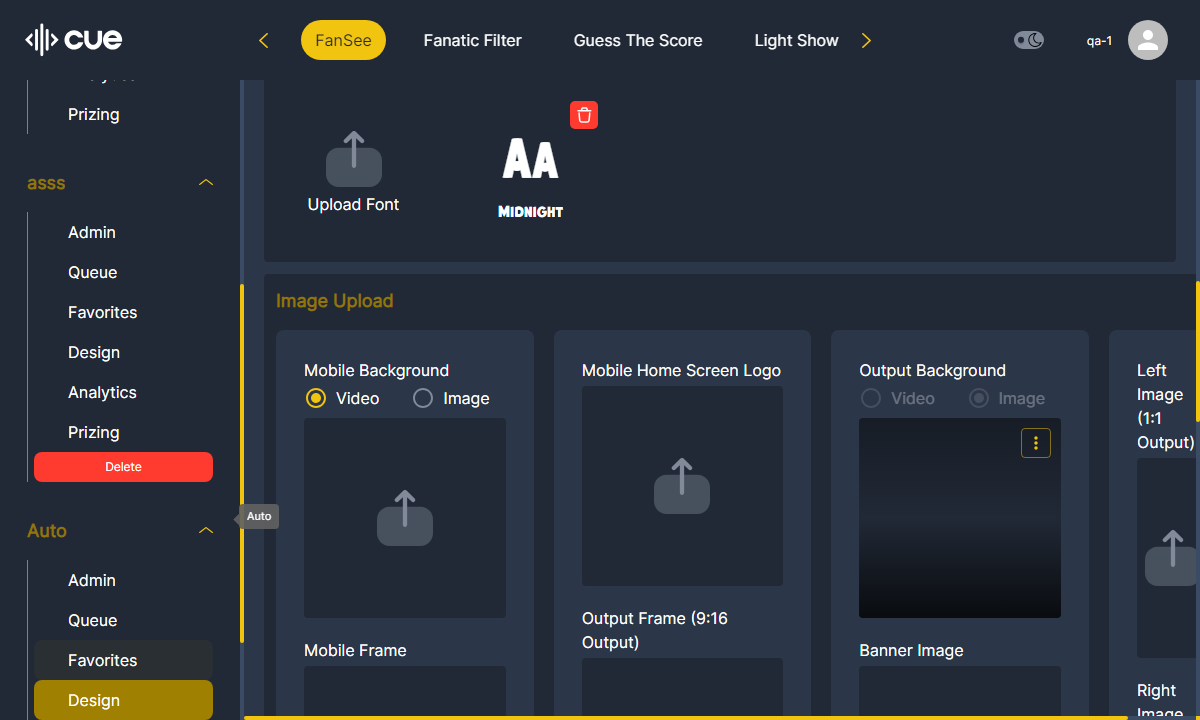 cue
FanSee
Fanatic Filter
Guess The Score
Light Show
qa-1
Prizing
asss
Admin
Queue
Favorites
Design
Analytics
Prizing
Delete
Auto
Admin
Queue
Favorites
Design
Auto
Upload Font
AA
MIDNIGHT
Image Upload
Mobile Background
Video
Image
Mobile Frame
Mobile Home Screen Logo
Output Frame (9:16
Output)
Output Background
Video
Image
Banner Image
Left
Image
(1:1
Output)
Right
Image